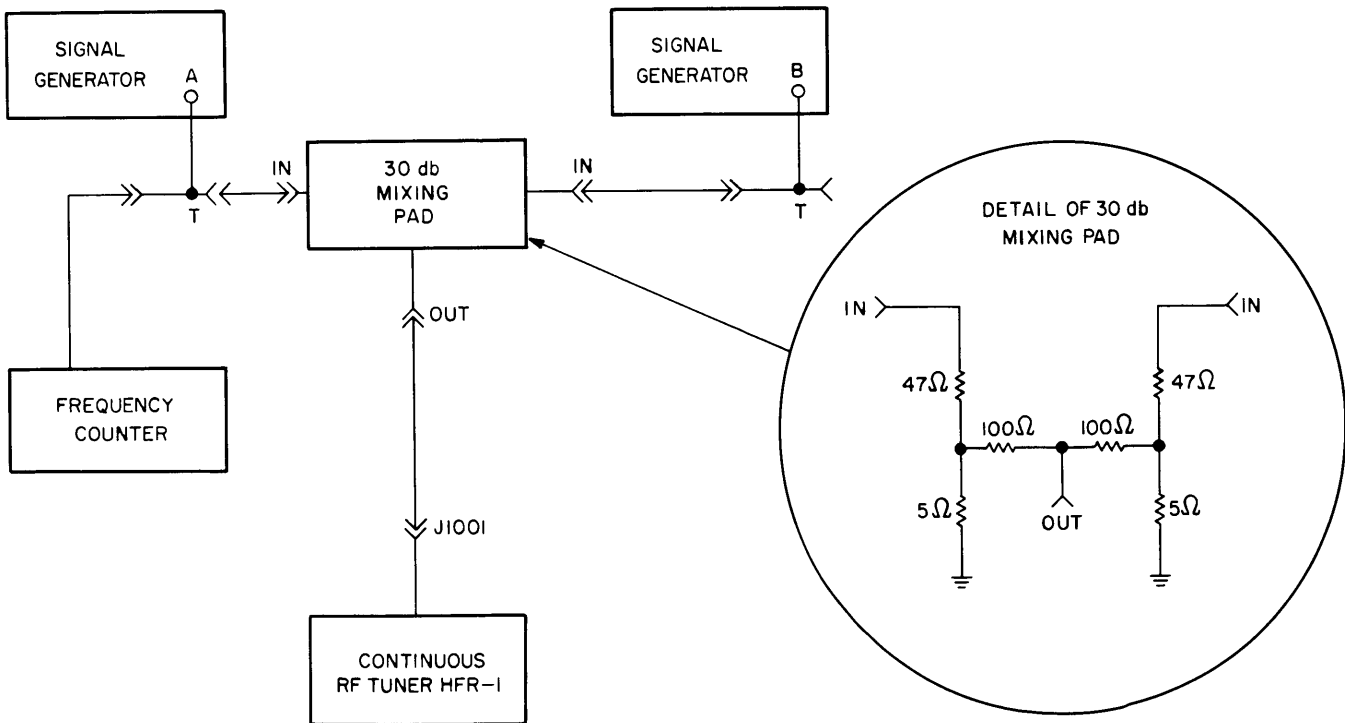 SIGNAL
GENERATOR
A
SIGNAL
GENERATOR
B
IN
30 db
MIXING
PAD
IN
T
T
OUT
FREQUENCY
COUNTER
J1001
CONTINUOUS
RF TUNER HFR-1
DETAIL OF 30 db
MIXING PAD
IN
IN
47Ω
47Ω
100Ω
100Ω
5Ω
OUT
5Ω